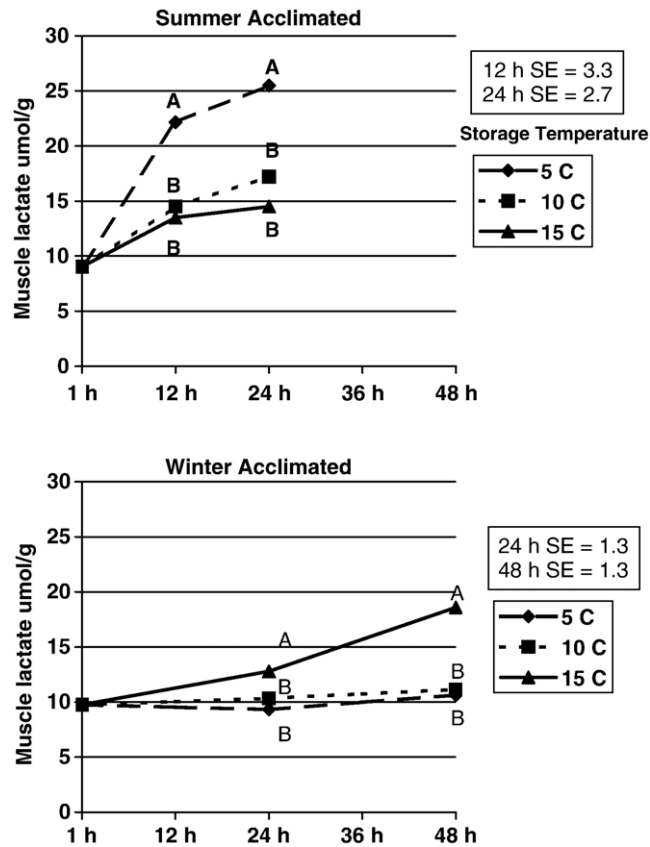 Summer Acclimated
Muscle lactate umol/g
30
25
20
15
10
5
0
A
A
B
B
B
B
1 h
12 h
24 h
36 h
48 h
12 h SE = 3.3
24 h SE = 2.7
Storage Temperature
5 C
10 C
15 C
Winter Acclimated
Muscle lactate umol/g
30
25
20
15
10
5
0
A
A
B
B
B
B
1 h
12 h
24 h
36 h
48 h
24 h SE = 1.3
48 h SE = 1.3
5 C
10 C
15 C